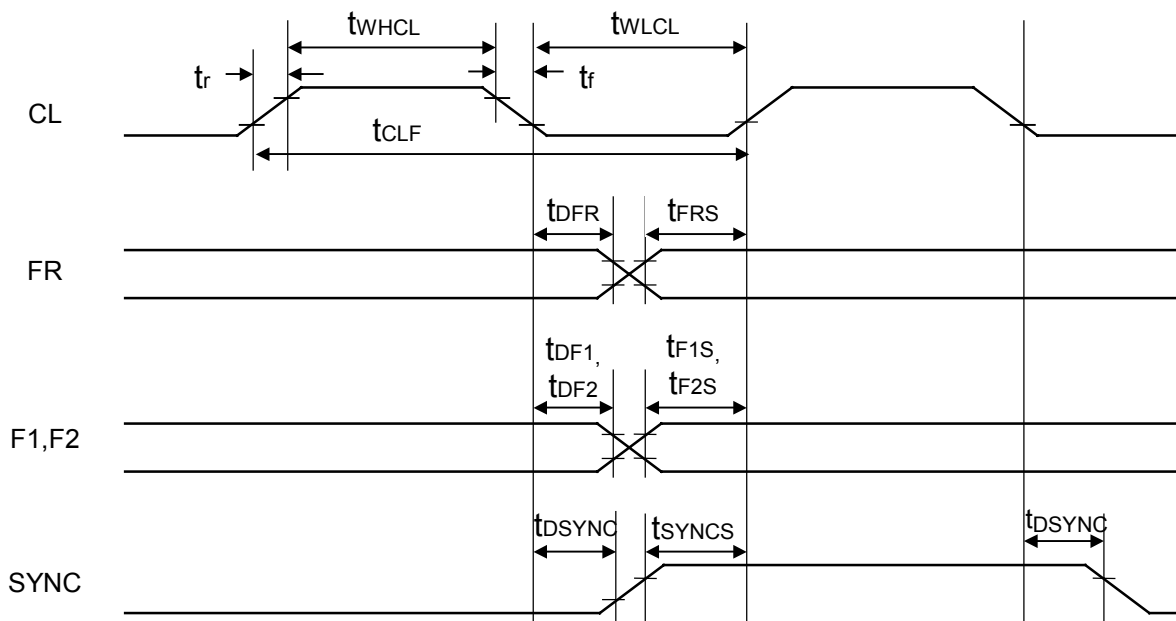 tWHCL
tWLCL
tr
tf
CL
tCLF
tDFR
tFRS
FR
tDF1,
tDF2
tF1S,
tF2S
F1,F2
tDSYNC
tSYNCS
tDSYNC
SYNC